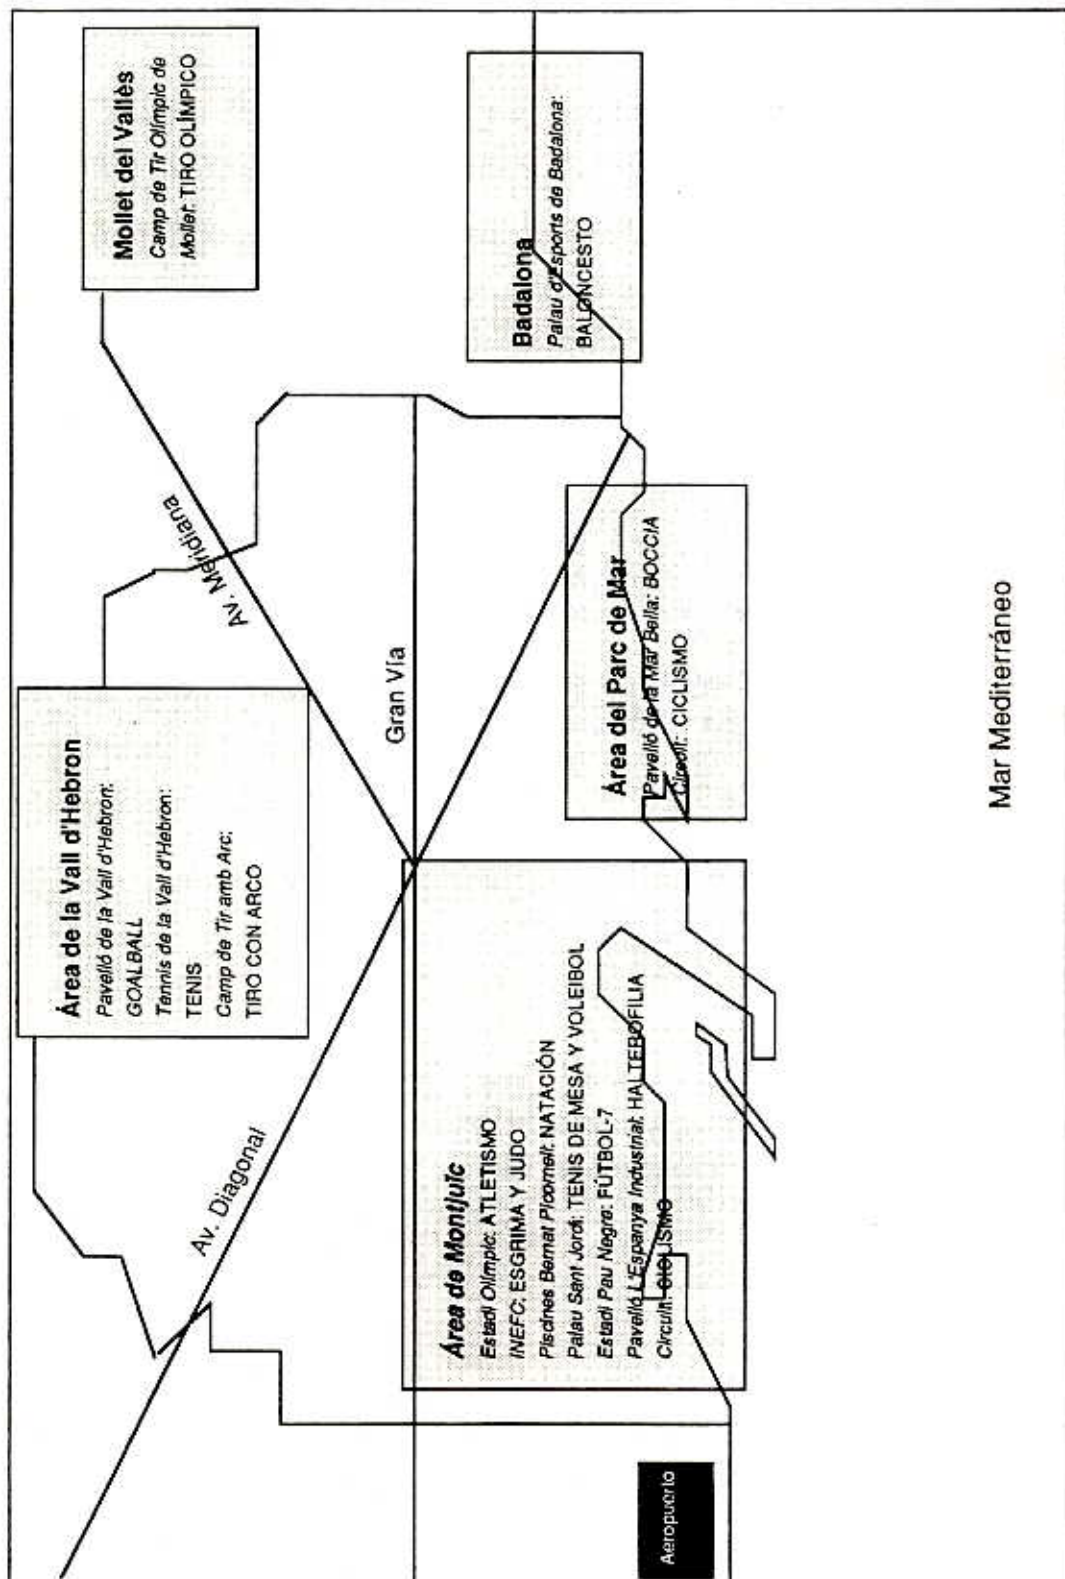 Mollet del Vallès
Camp de Tir Olímpic de
Mollet: TIRO OLÍMPICO
Badalona
Palau d'Esports de Badalona:
BALONCESTO
Av. Meridiana
Gran Vía
Área de la Vall d'Hebron
Pavelló de la Vall d'Hebron:
GOALBALL
Tennis de la Vall d'Hebron:
TENIS
Camp de Tir amb Arc:
TIRO CON ARCO
Área del Parc de Mar
Pavelló de la Mar Bella: BOCCIA
Circuit: CICLISMO
Av. Diagonal
Área de Montjuïc
Estadi Olímpic: ATLETISMO
INEFC: ESGRIMA Y JUDO
Piscines Bernat Picornell: NATACIÓN
Palau Sant Jordi: TENIS DE MESA Y VOLEIBOL
Estadi Pau Negre: FÚTBOL-7
Pavelló L'Espanya Industrial: HALTEROFILIA
Circuit: CICLISMO
Aeropuerto
Mar Mediterráneo